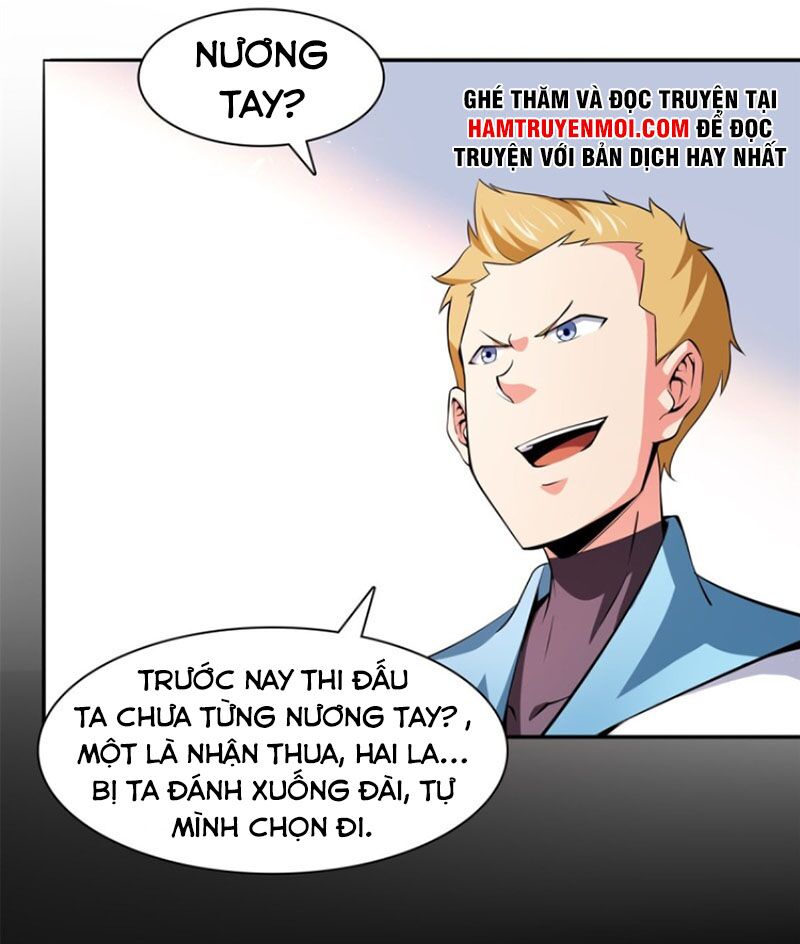 NƯƠNG
TAY?
GHÉ THĂM VÀ ĐỌC TRUYỆN TẠI
HAMTRUYENMOI.COM ĐỂ ĐỌC
TRUYỆN VỚI BẢN DỊCH HAY NHẤT
TRƯỚC NAY THI ĐẤU
TA CHƯA TỪNG NƯƠNG TAY? ,
MỘT LÀ NHẬN THUA, HAI LA...
BỊ TA ĐÁNH XUỐNG ĐÀI, TỰ
MÌNH CHỌN ĐI.